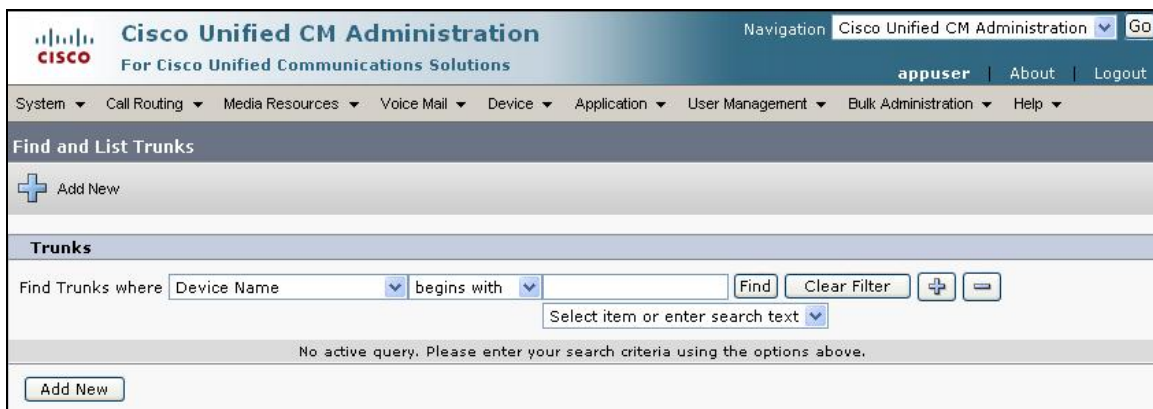 Cisco Unified CM Administration
Navigation Cisco Unified CM Administration Go
CISCO
For Cisco Unified Communications Solutions
appuser | About | Logout
System Call Routing Media Resources Voice Mail Device Application User Management Bulk Administration Help
Find and List Trunks
Add New
Trunks
Find Trunks where Device Name begins with Find Clear Filter
Select item or enter search text
No active query. Please enter your search criteria using the options above.
Add New